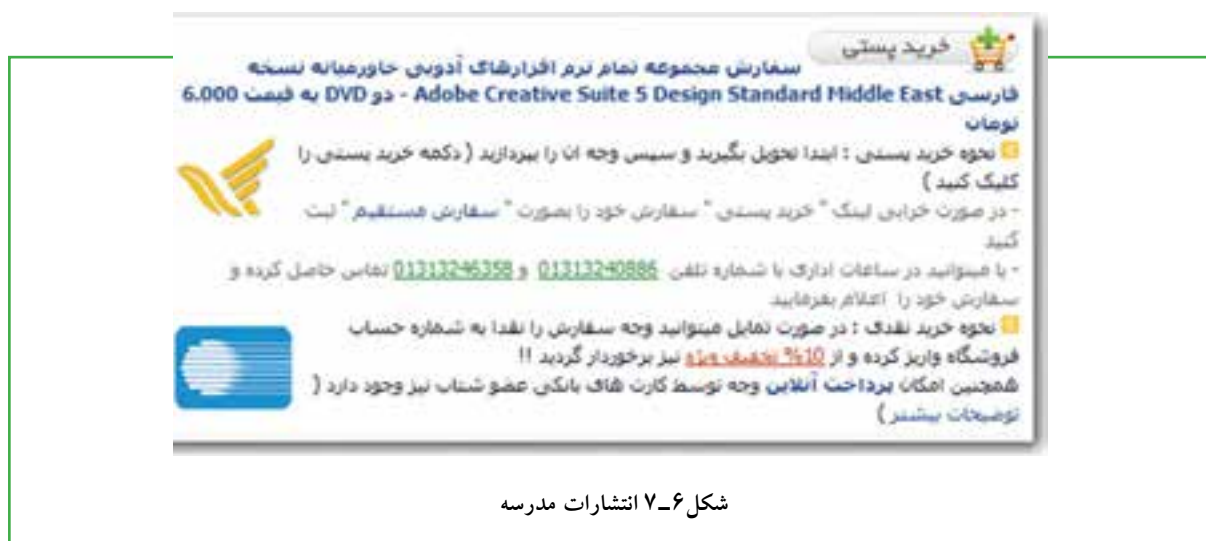 خرید پستی
سفارش مجموعه تمام نرم افزارهای آدوبی خاورمیانه نسخه
فارسی Adobe Creative Suite 5 Design Standard Middle East - دو DVD به قیمت 6.000
تومان
نحوه خرید پستی : ابتدا تحویل بگیرید و سپس وجه ان را بپردازید ( دکمه خرید پستی را
کلیک کنید )
- در صورت خرابی لینک " خرید پستی " سفارش خود را بصورت " سفارش مستقیم " ثبت
کنید
- یا میتوانید در ساعات اداری با شماره تلفن 01313240886 و 01313246358 تماس حاصل کرده و
سفارش خود را اعلام بفرمایید
نحوه خرید نقدی : در صورت تمایل میتوانید وجه سفارش را نقدا به شماره حساب
فروشگاه واریز کرده و از 10% تخفیف ویژه نیز برخوردار گردید !!
همچنین امکان پرداخت آنلاین وجه توسط کارت های بانکی عضو شتاب نیز وجود دارد (
توضیحات بیشتر )
شکل۶ـ۷ انتشارات مدرسه